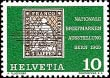 NATIONALE
BRIEFMARKEN
AUSSTELLUNG
BERN 1965
HELVETIA
10